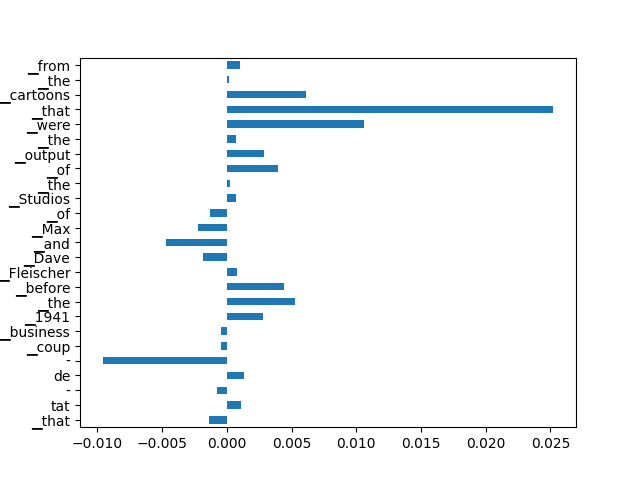 _from
_the
_cartoons
_that
_were
_the
_output
_of
_the
_Studios
_of
_Max
_and
_Dave
_Fleischer
_before
_the
_1941
_business
_coup
-
de
-
tat
_that
−0.010 −0.005 0.000 0.005 0.010 0.015 0.020 0.025